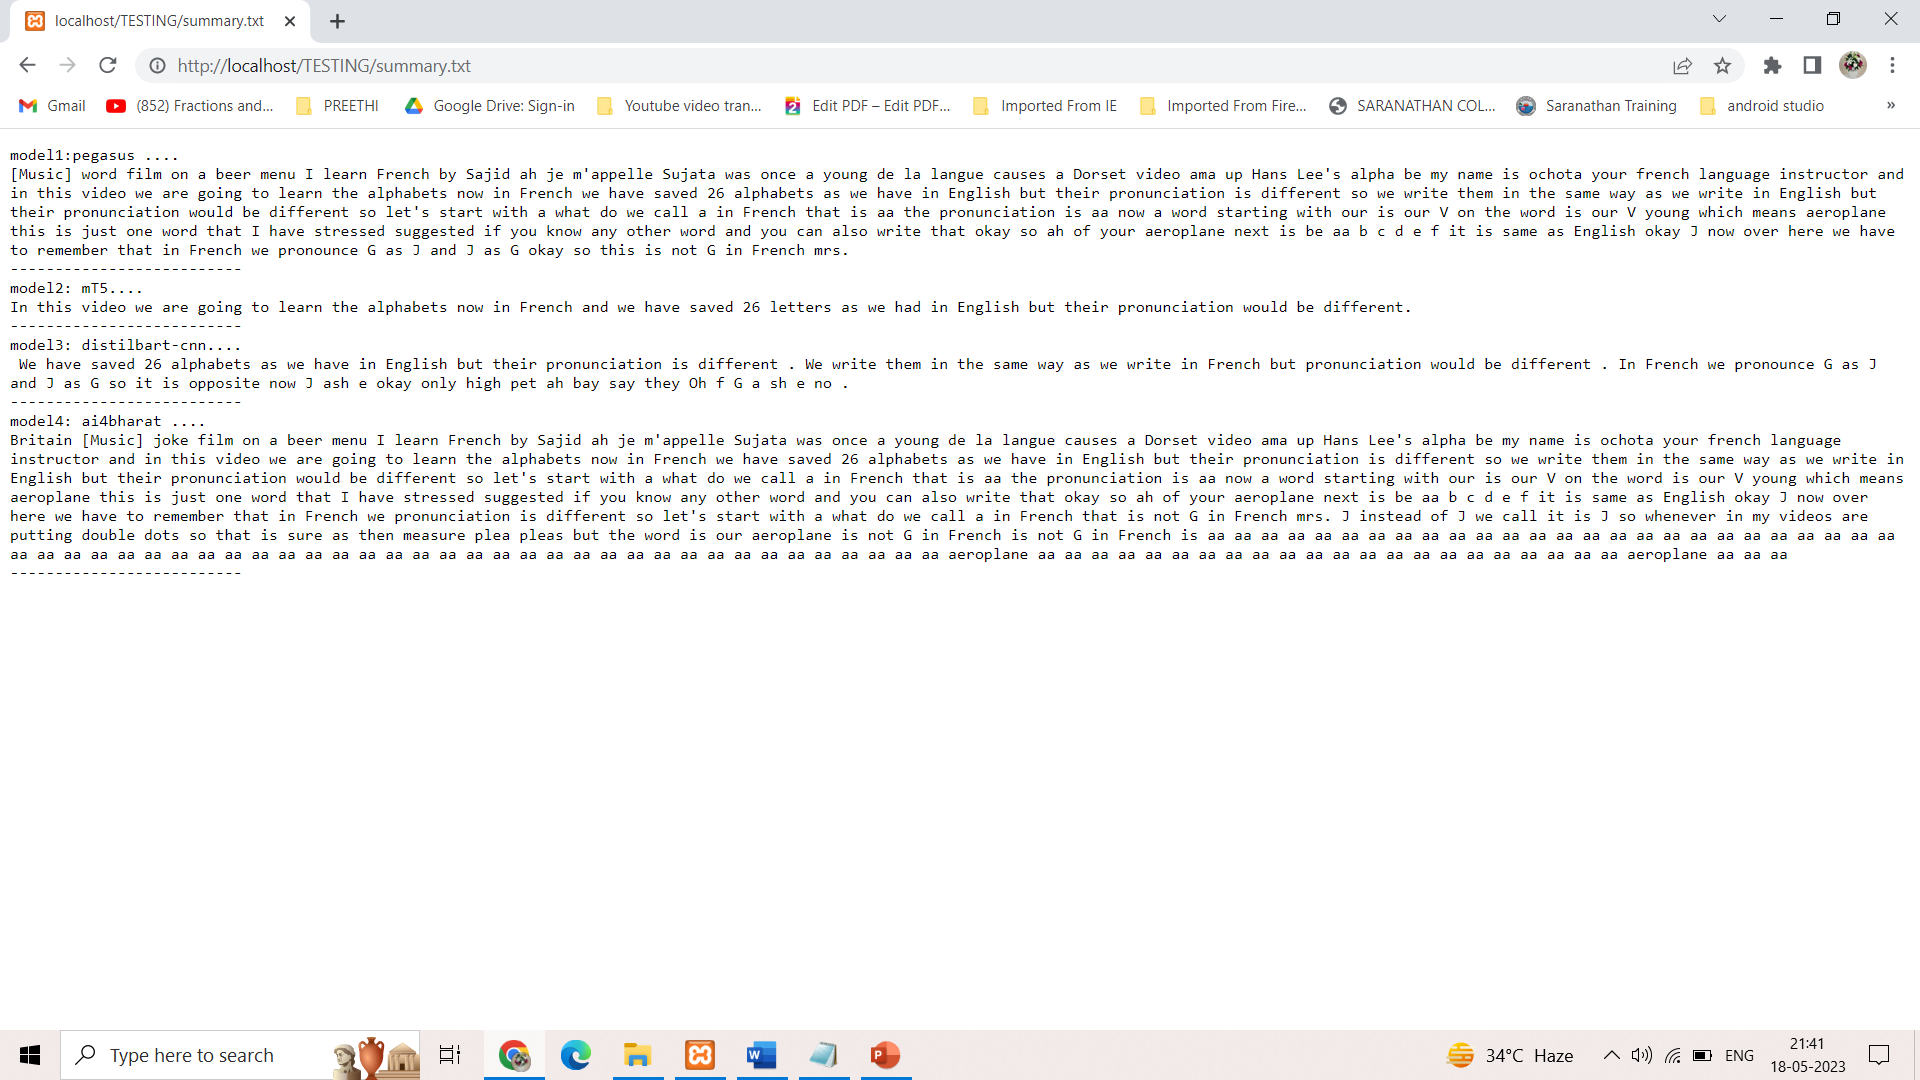 localhost/TESTING/summary.txt
http://localhost/TESTING/summary.txt
Gmail (852) Fractions and... PREETHI Google Drive: Sign-in Youtube video tran... Edit PDF – Edit PDF... Imported From IE Imported From Fire... SARANATHAN COL... Saranathan Training android studio »
model1:pegasus ....
[Music] word film on a beer menu I learn French by Sajid ah je m'appelle Sujata was once a young de la langue causes a Dorset video ama up Hans Lee's alpha be my name is ochota your french language instructor and
in this video we are going to learn the alphabets now in French we have saved 26 alphabets as we have in English but their pronunciation is different so we write them in the same way as we write in English but
their pronunciation would be different so let's start with a what do we call a in French that is aa the pronunciation is aa now a word starting with our is our V on the word is our V young which means aeroplane
this is just one word that I have stressed suggested if you know any other word and you can also write that okay so ah of your aeroplane next is be aa b c d e f it is same as English okay J now over here we have
to remember that in French we pronounce G as J and J as G okay so this is not G in French mrs.
--------------------------
model2: mT5....
In this video we are going to learn the alphabets now in French and we have saved 26 letters as we had in English but their pronunciation would be different.
--------------------------
model3: distilbart-cnn....
We have saved 26 alphabets as we have in English but their pronunciation is different . We write them in the same way as we write in French but pronunciation would be different . In French we pronounce G as J
and J as G so it is opposite now J ash e okay only high pet ah bay say they Oh f G a sh e no .
--------------------------
model4: ai4bharat ....
Britain [Music] joke film on a beer menu I learn French by Sajid ah je m'appelle Sujata was once a young de la langue causes a Dorset video ama up Hans Lee's alpha be my name is ochota your french language
instructor and in this video we are going to learn the alphabets now in French we have saved 26 alphabets as we have in English but their pronunciation is different so we write them in the same way as we write in
English but their pronunciation would be different so let's start with a what do we call a in French that is aa the pronunciation is aa now a word starting with our is our V on the word is our V young which means
aeroplane this is just one word that I have stressed suggested if you know any other word and you can also write that okay so ah of your aeroplane next is be aa b c d e f it is same as English okay J now over
here we have to remember that in French we pronunciation is different so let's start with a what do we call a in French that is not G in French mrs. J instead of J we call it is J so whenever in my videos are
putting double dots so that is sure as then measure plea pleas but the word is our aeroplane is not G in French is not G in French is aa aa aa aa aa aa aa aa aa aa aa aa aa aa aa aa aa aa aa aa aa aa aa aa aa aa
aa aa aa aa aa aa aa aa aa aa aa aa aa aa aa aa aa aa aa aa aa aa aa aa aa aa aa aa aa aa aa aa aa aa aa aeroplane aa aa aa aa aa aa aa aa aa aa aa aa aa aa aa aa aa aa aa aa aa aa aeroplane aa aa aa
--------------------------
Type here to search
34°C Haze ENG 21:41
18-05-2023